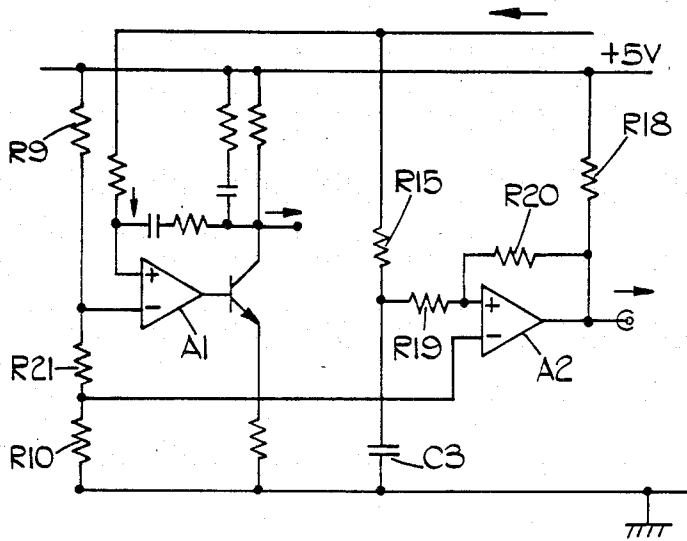 +5V
R9
R18
R15
R20
+
-
A1
R19
+
-
A2
R21
R10
C3